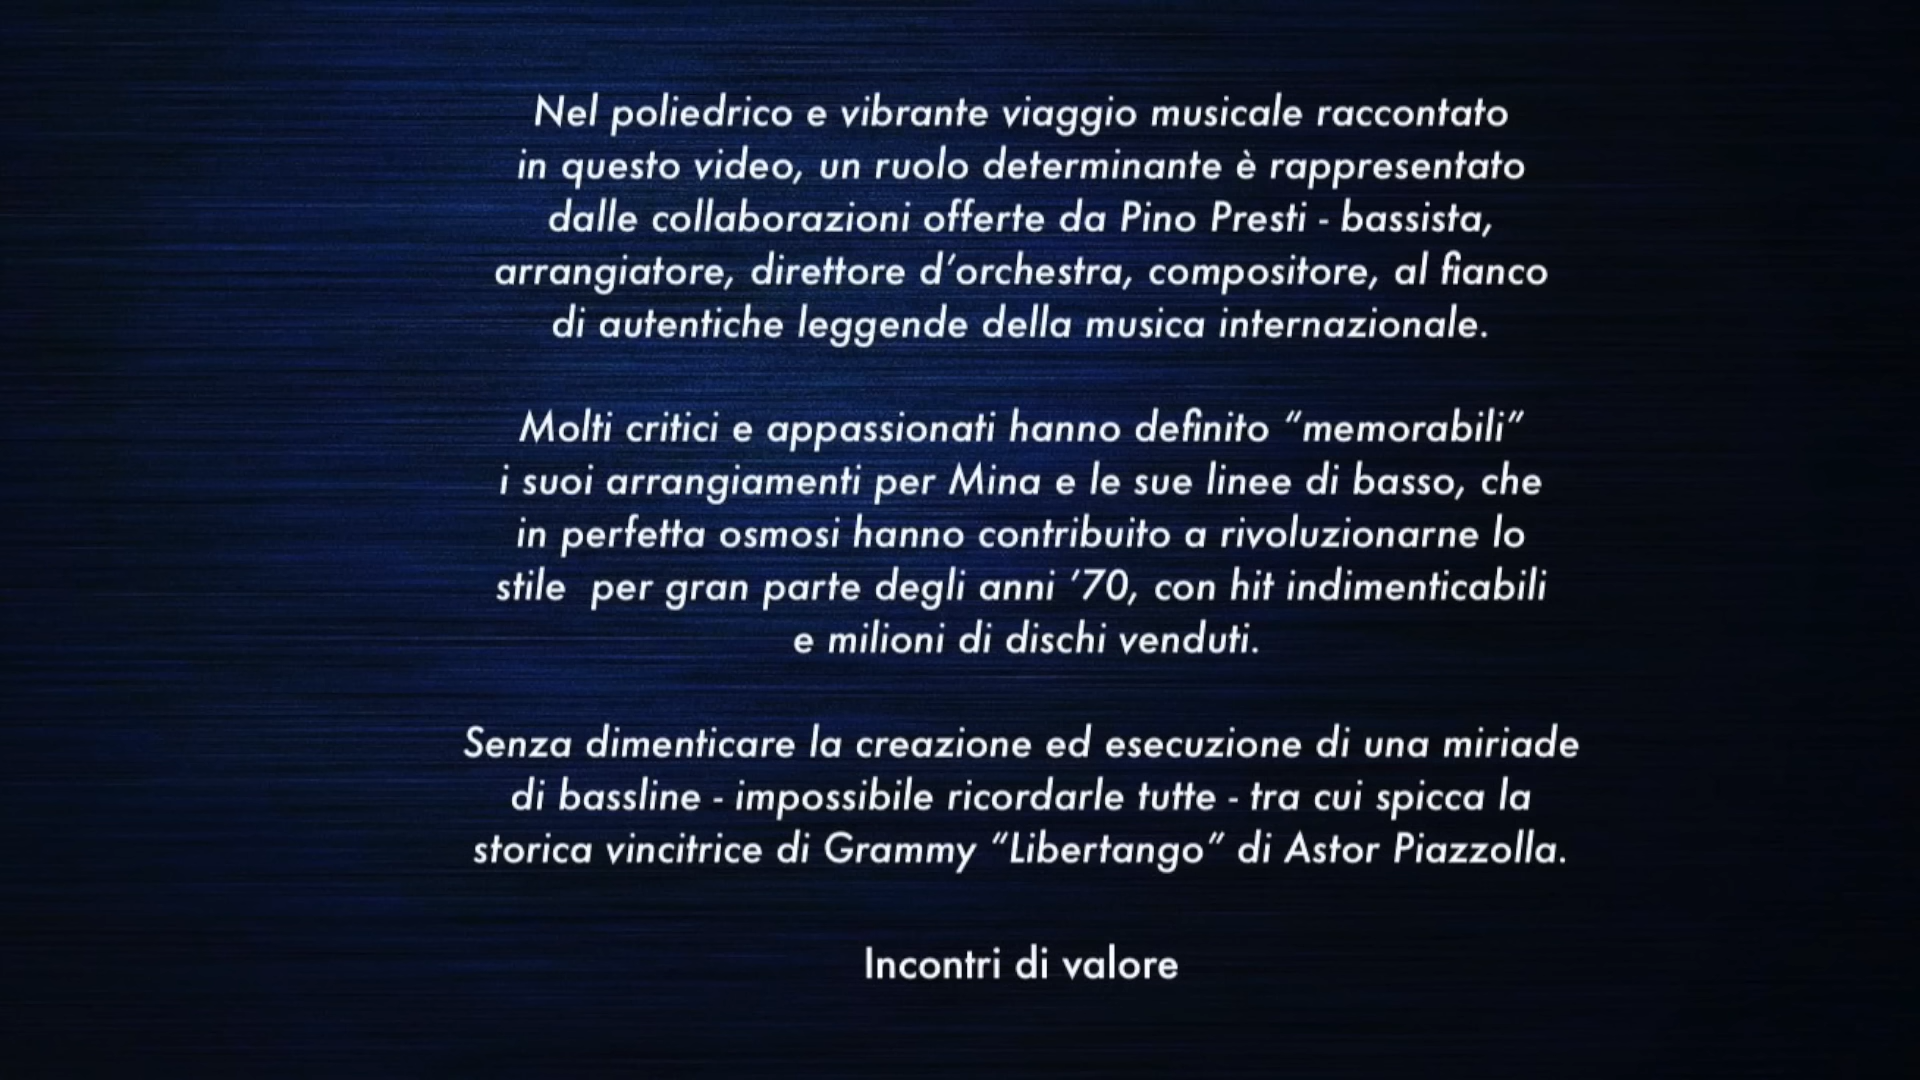 Nel poliedrico e vibrante viaggio musicale raccontato
in questo video, un ruolo determinante è rappresentato
dalle collaborazioni offerte da Pino Presti - bassista,
arrangiatore, direttore d’orchestra, compositore, al fianco
di autentiche leggende della musica internazionale.
Molti critici e appassionati hanno definito “memorabili”
i suoi arrangiamenti per Mina e le sue linee di basso, che
in perfetta osmosi hanno contribuito a rivoluzionarne lo
stile  per gran parte degli anni ’70, con hit indimenticabili
e milioni di dischi venduti.
Senza dimenticare la creazione ed esecuzione di una miriade
di bassline - impossibile ricordarle tutte - tra cui spicca la
storica vincitrice di Grammy “Libertango” di Astor Piazzolla.
Incontri di valore